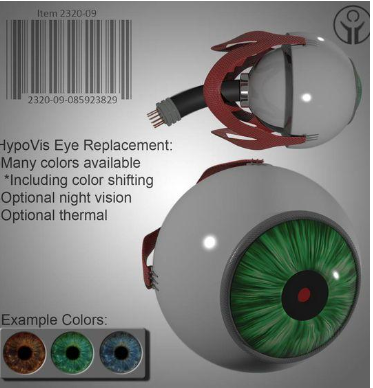 Item 2320-09
2320-09-085923829
HypoVis Eye Replacement:
Many colors available
*Including color shifting
Optional night vision
Optional thermal
Example Colors: